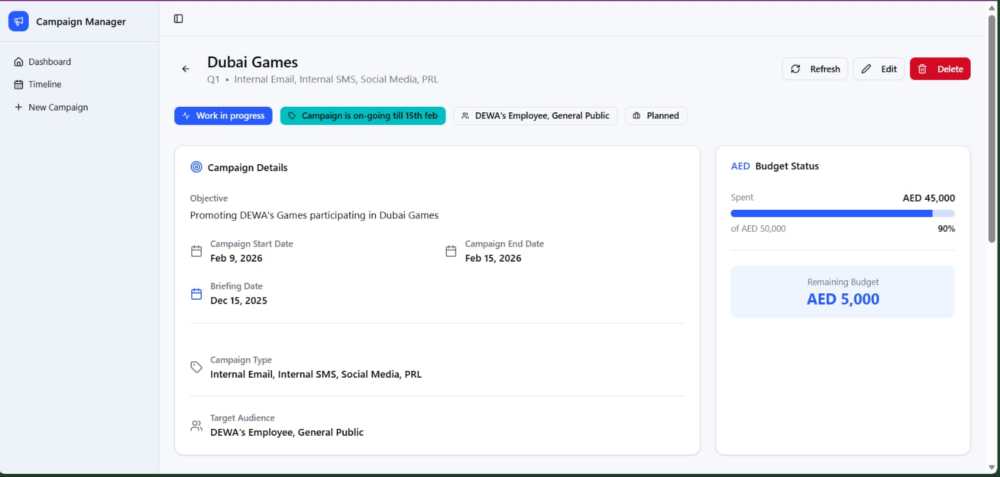 Campaign Manager
Dashboard
Timeline
New Campaign
Dubai Games
Q1 • Internal Email, Internal SMS, Social Media, PRL
Refresh
Edit
Delete
Work in progress
Campaign is on-going till 15th feb
DEWA's Employee, General Public
Planned
Campaign Details
Objective
Promoting DEWA's Games participating in Dubai Games
Campaign Start Date
Feb 9, 2026
Campaign End Date
Feb 15, 2026
Briefing Date
Dec 15, 2025
Campaign Type
Internal Email, Internal SMS, Social Media, PRL
Target Audience
DEWA's Employee, General Public
AED Budget Status
Spent AED 45,000
of AED 50,000 90%
Remaining Budget
AED 5,000